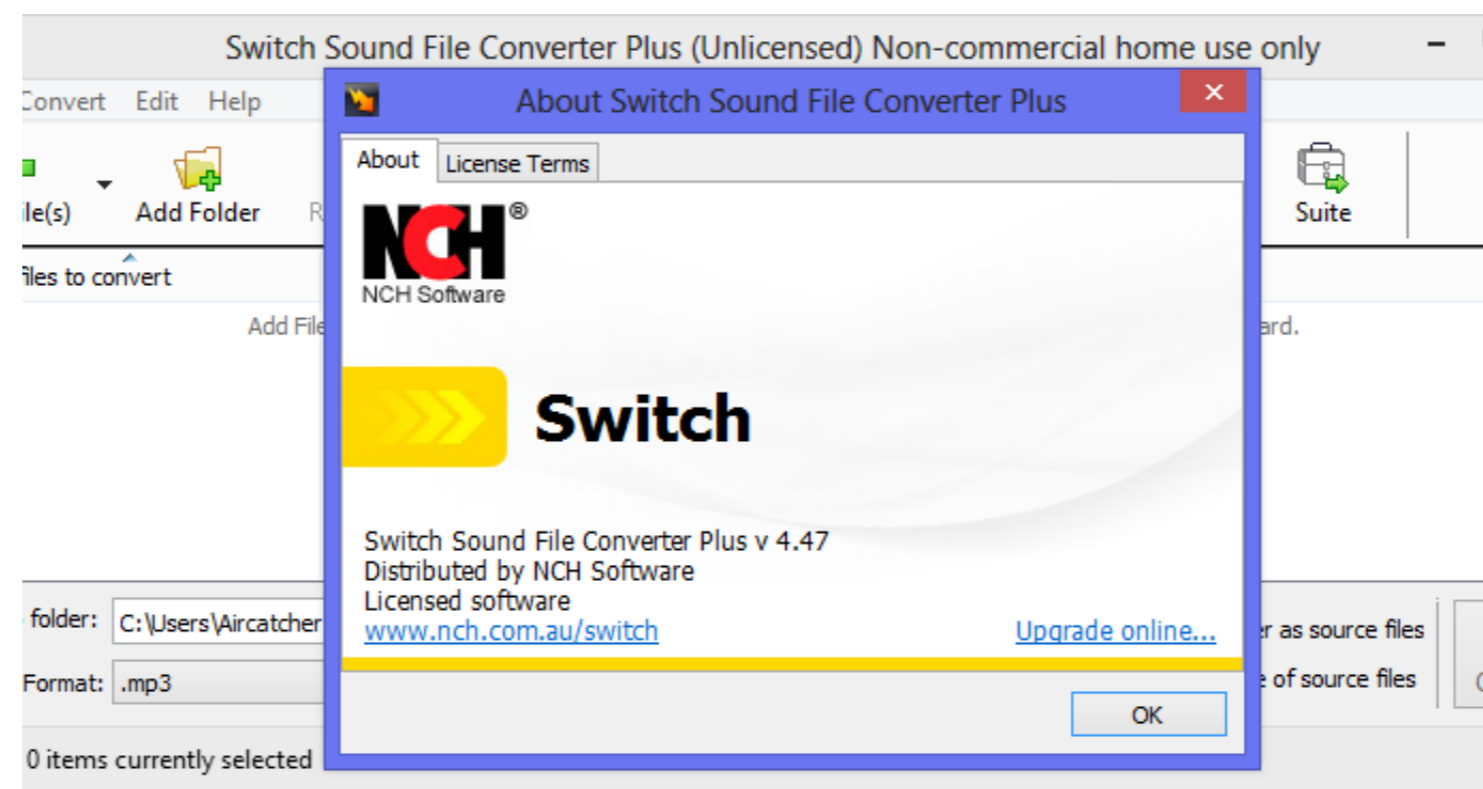 Switch Sound File Converter Plus (Unlicensed) Non-commercial home use only
Convert Edit Help
About Switch Sound File Converter Plus
About License Terms
ile(s) Add Folder R
Suite
NCH®
NCH Software
files to convert
Add File
ard.
Switch
Switch Sound File Converter Plus v 4.47
Distributed by NCH Software
Licensed software
www.nch.com.au/switch Upgrade online...
folder: C:\Users\Aircatcher
er as source files
Format: .mp3
e of source files
OK
0 items currently selected